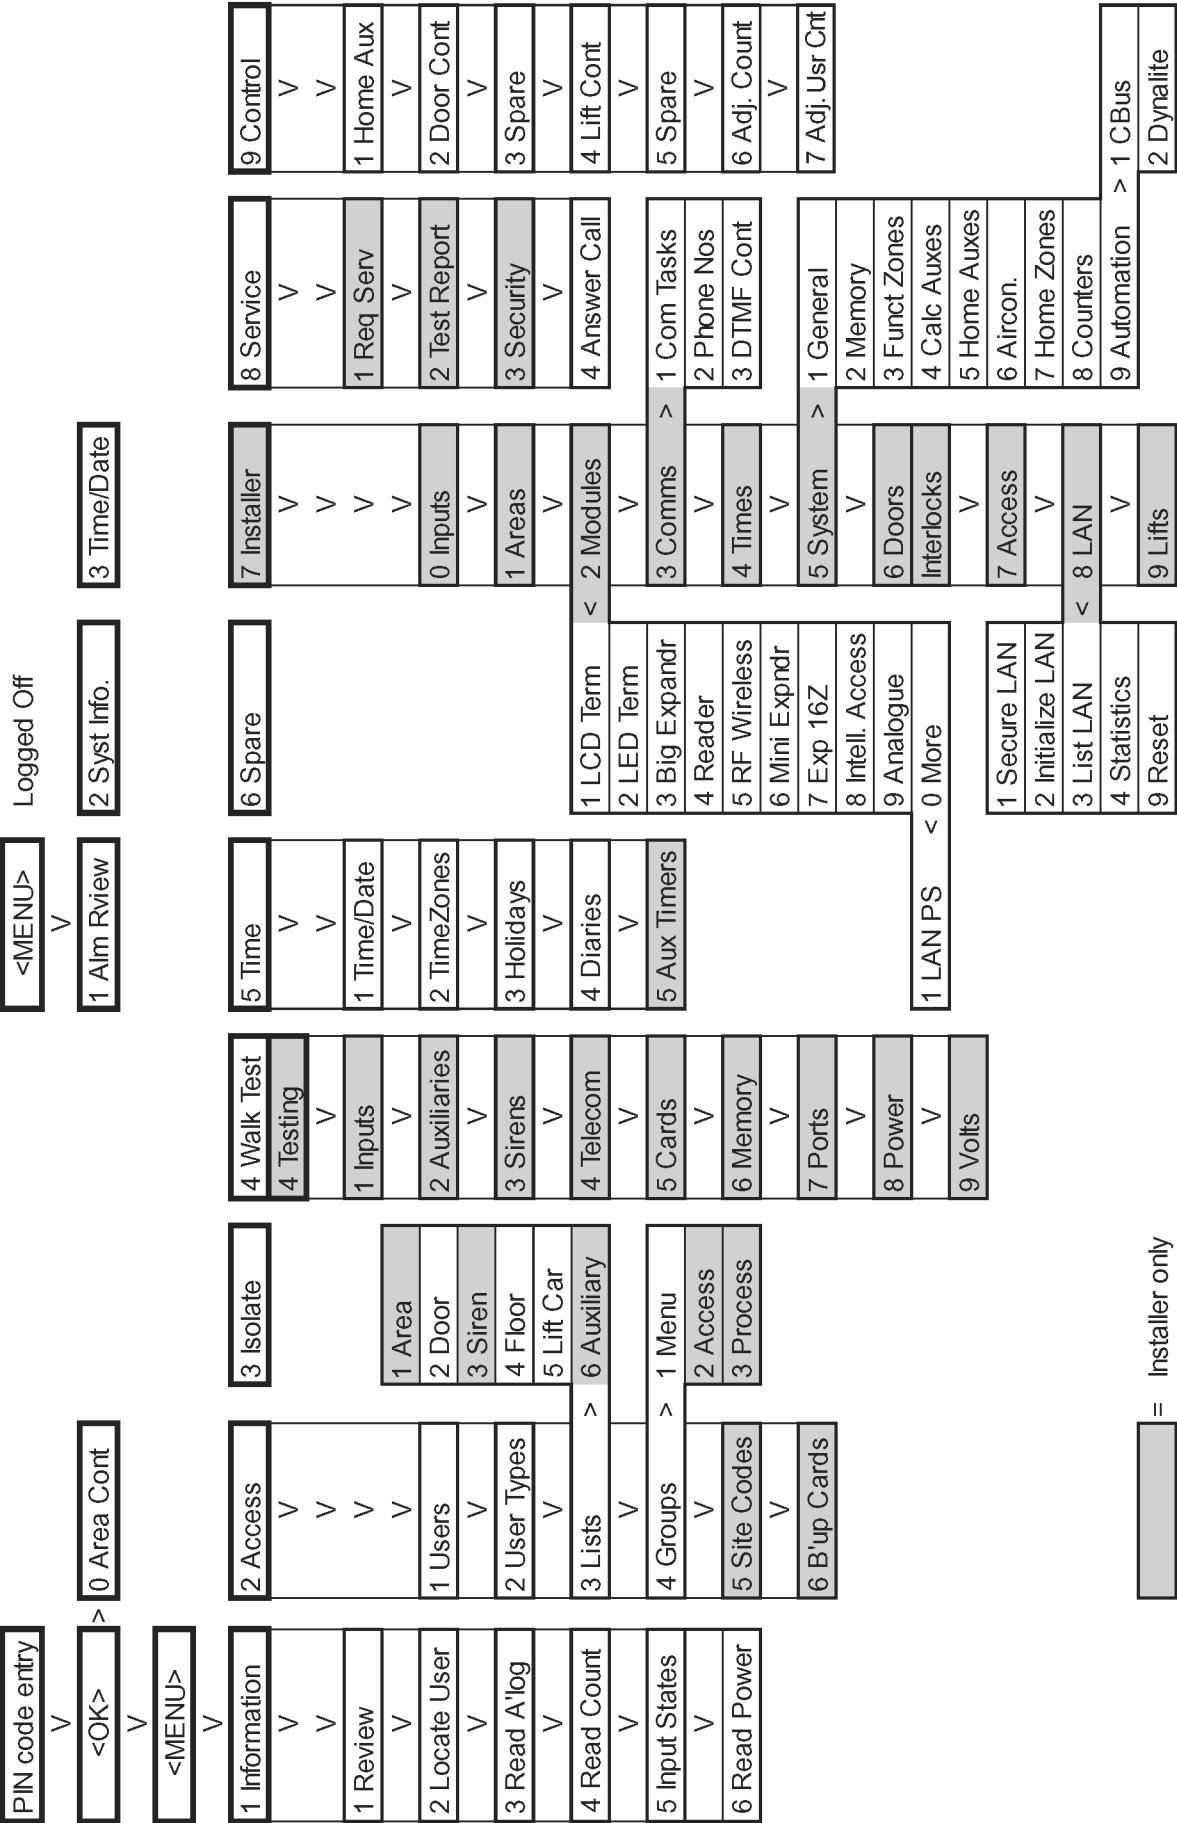 PIN code entry
<MENU>
Logged Off
V
V
<OK>
>
0 Area Cont
1 Alm Rview
2 Syst Info.
3 Time/Date
V
<MENU>
V
1 Information
V
V
1 Review
V
2 Locate User
V
3 Read A'log
V
4 Read Count
V
5 Input States
V
6 Read Power
2 Access
V
V
V
V
1 Users
V
2 User Types
V
3 Lists
>
V
4 Groups
>
V
5 Site Codes
V
6 B'up Cards
3 Isolate
1 Area
2 Door
3 Siren
4 Floor
5 Lift Car
6 Auxiliary
1 Menu
2 Access
3 Process
4 Walk Test
4 Testing
V
1 Inputs
V
2 Auxiliaries
V
3 Sirens
V
4 Telecom
V
5 Cards
V
6 Memory
V
7 Ports
V
8 Power
V
9 Volts
5 Time
V
V
1 Time/Date
V
2 TimeZones
V
3 Holidays
V
4 Diaries
V
5 Aux Timers
6 Spare
1 LCD Term
2 LED Term
3 Big Expandr
4 Reader
5 RF Wireless
6 Mini Expndr
7 Exp 16Z
8 Intell. Access
9 Analogue
1 LAN PS
<
0 More
1 Secure LAN
2 Initialize LAN
3 List LAN
4 Statistics
9 Reset
7 Installer
V
V
V
V
0 Inputs
V
1 Areas
V
<
2 Modules
V
3 Comms
>
V
4 Times
V
5 System
>
V
6 Doors
Interlocks
V
7 Access
V
<
8 LAN
V
9 Lifts
8 Service
V
V
1 Req Serv
V
2 Test Report
V
3 Security
V
4 Answer Call
1 Com Tasks
2 Phone Nos
3 DTMF Cont
1 General
2 Memory
3 Funct Zones
4 Calc Auxes
5 Home Auxes
6 Aircon.
7 Home Zones
8 Counters
9 Automation
>
1 CBus
2 Dynalite
9 Control
V
V
1 Home Aux
V
2 Door Cont
V
3 Spare
V
4 Lift Cont
V
5 Spare
V
6 Adj. Count
V
7 Adj. Usr Cnt
= Installer only